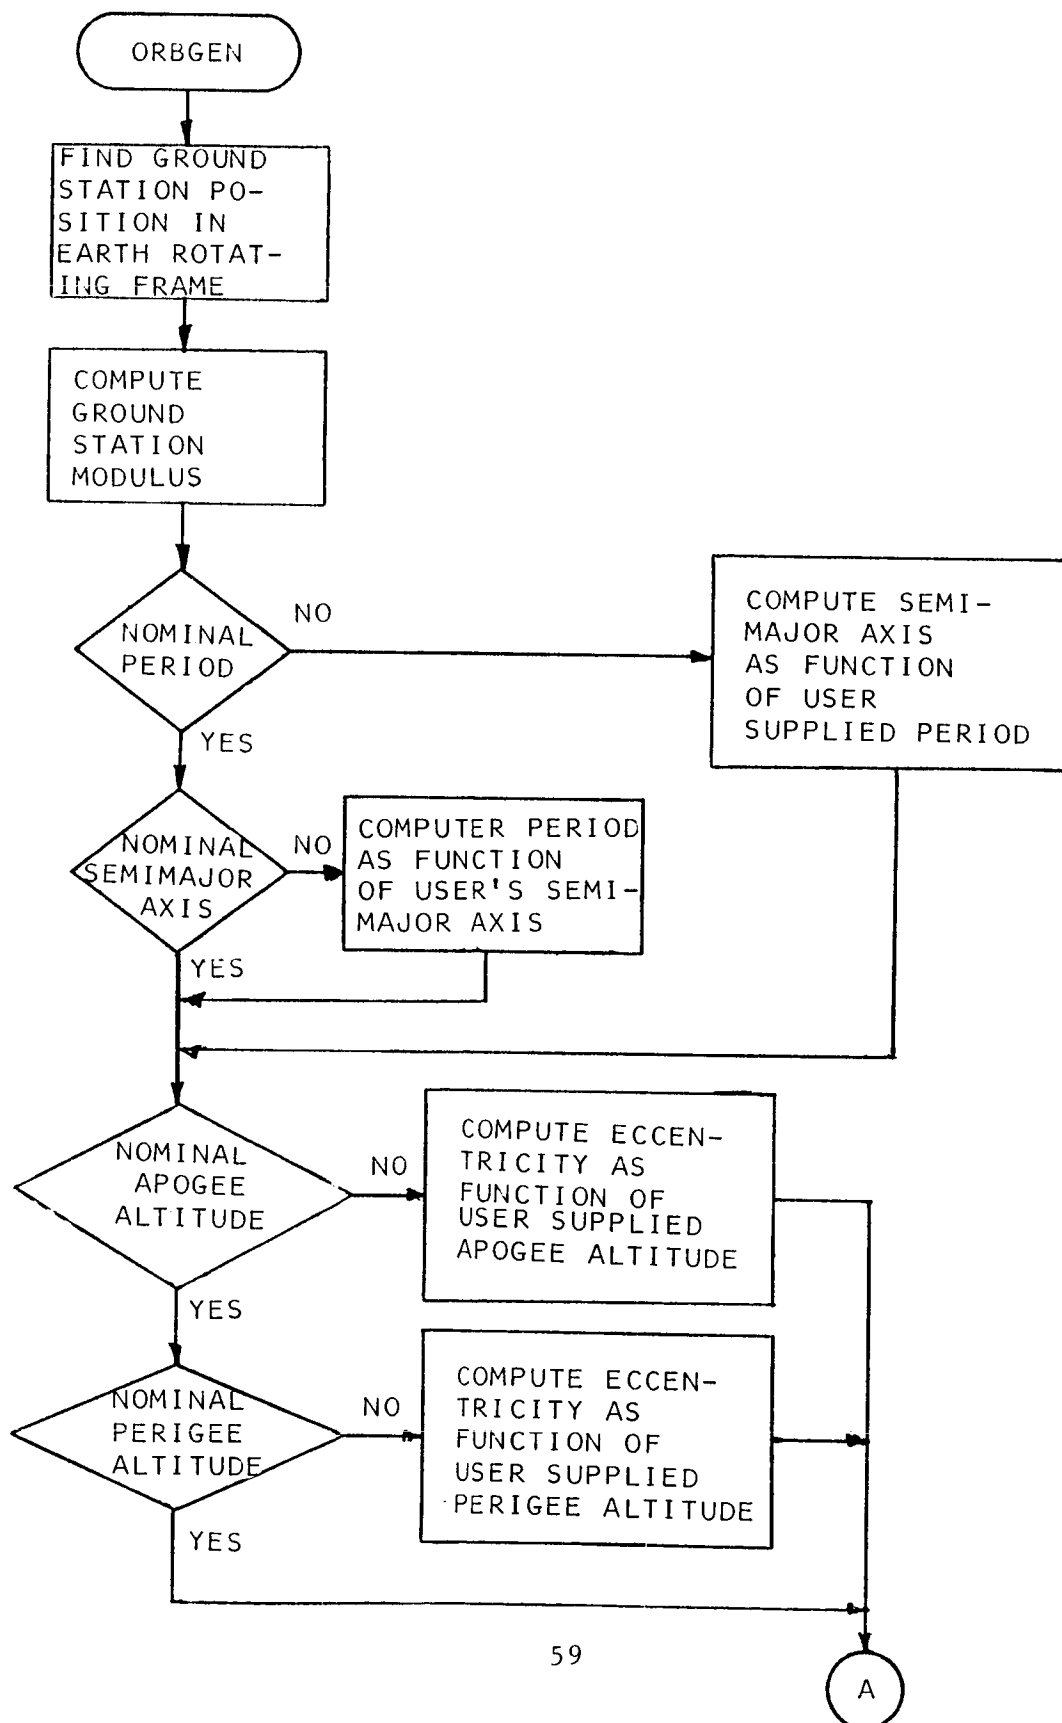 ORBGEN
FIND GROUND
STATION PO-
SITION IN
EARTH ROTAT-
ING FRAME
COMPUTE
GROUND
STATION
MODULUS
NOMINAL
PERIOD
NO
YES
COMPUTE SEMI-
MAJOR AXIS
AS FUNCTION
OF USER
SUPPLIED PERIOD
NOMINAL
SEMIMAJOR
AXIS
NO
YES
COMPUTER PERIOD
AS FUNCTION
OF USER'S SEMI-
MAJOR AXIS
NOMINAL
APOGEE
ALTITUDE
NO
YES
COMPUTE ECCEN-
TRICITY AS
FUNCTION OF
USER SUPPLIED
APOGEE ALTITUDE
NOMINAL
PERIGEE
ALTITUDE
NO
YES
COMPUTE ECCEN-
TRICITY AS
FUNCTION OF
USER SUPPLIED
PERIGEE ALTITUDE
59
A